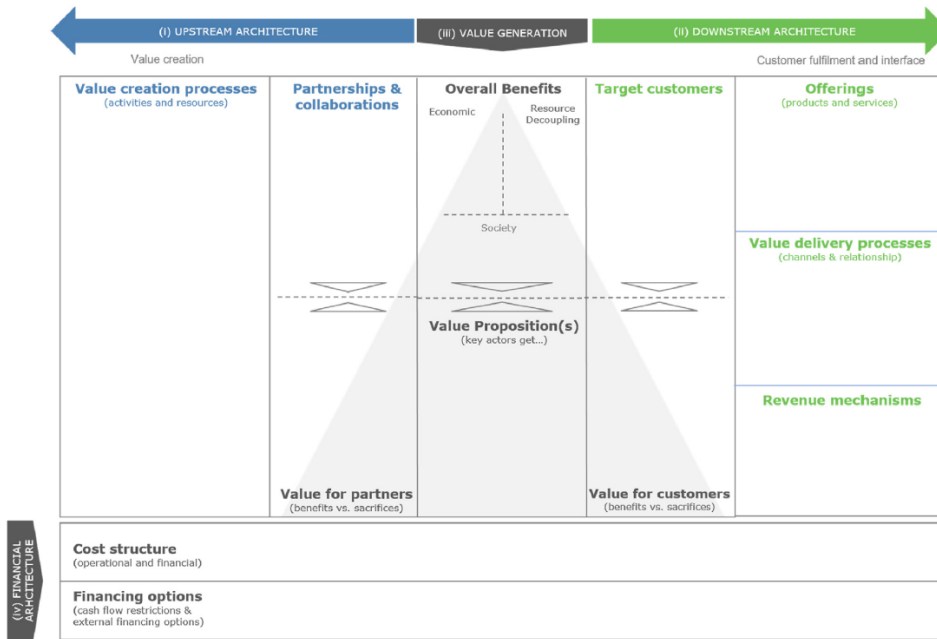 (i) UPSTREAM ARCHITECTURE
(iii) VALUE GENERATION
(ii) DOWNSTREAM ARCHITECTURE
Value creation
Customer fulfilment and interface
Value creation processes
(activities and resources)
Partnerships &
collaborations
Overall Benefits
Economic
Resource
Decoupling
Society
Target customers
Offerings
(products and services)
Value delivery processes
(channels & relationship)
Value Proposition(s)
(key actors get...)
Revenue mechanisms
Value for partners
(benefits vs. sacrifices)
Value for customers
(benefits vs. sacrifices)
(iv) FINANCIAL
ARHCITECTURE
Cost structure
(operational and financial)
Financing options
(cash flow restrictions &
external financing options)